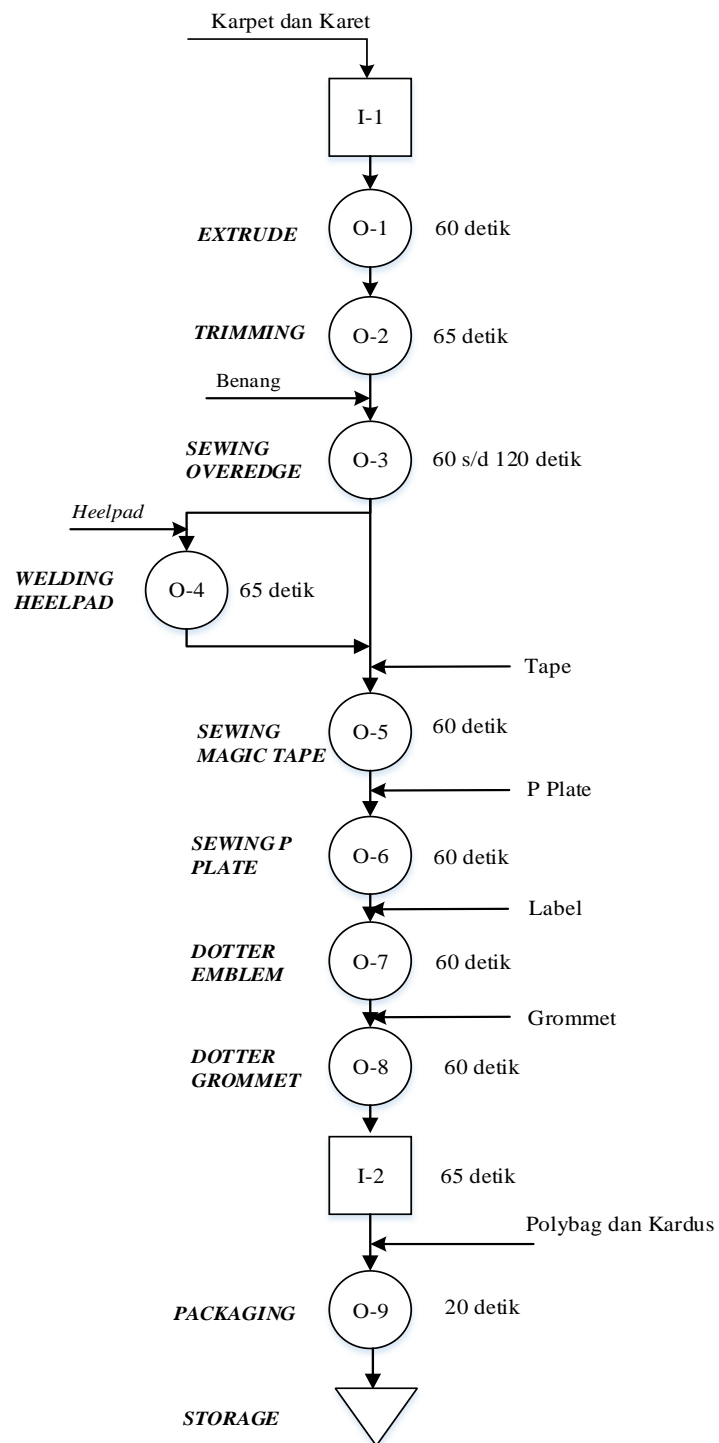 Karpet dan Karet
I-1
EXTRUDE
O-1
60 detik
TRIMMING
O-2
65 detik
Benang
SEWING
OVEREDGE
O-3
60 s/d 120 detik
Heelpad
WELDING
HEELPAD
O-4
65 detik
Tape
SEWING
MAGIC TAPE
O-5
60 detik
P Plate
SEWING P
PLATE
O-6
60 detik
Label
DOTTER
EMBLEM
O-7
60 detik
Grommet
DOTTER
GROMMET
O-8
60 detik
I-2
65 detik
Polybag dan Kardus
PACKAGING
O-9
20 detik
STORAGE